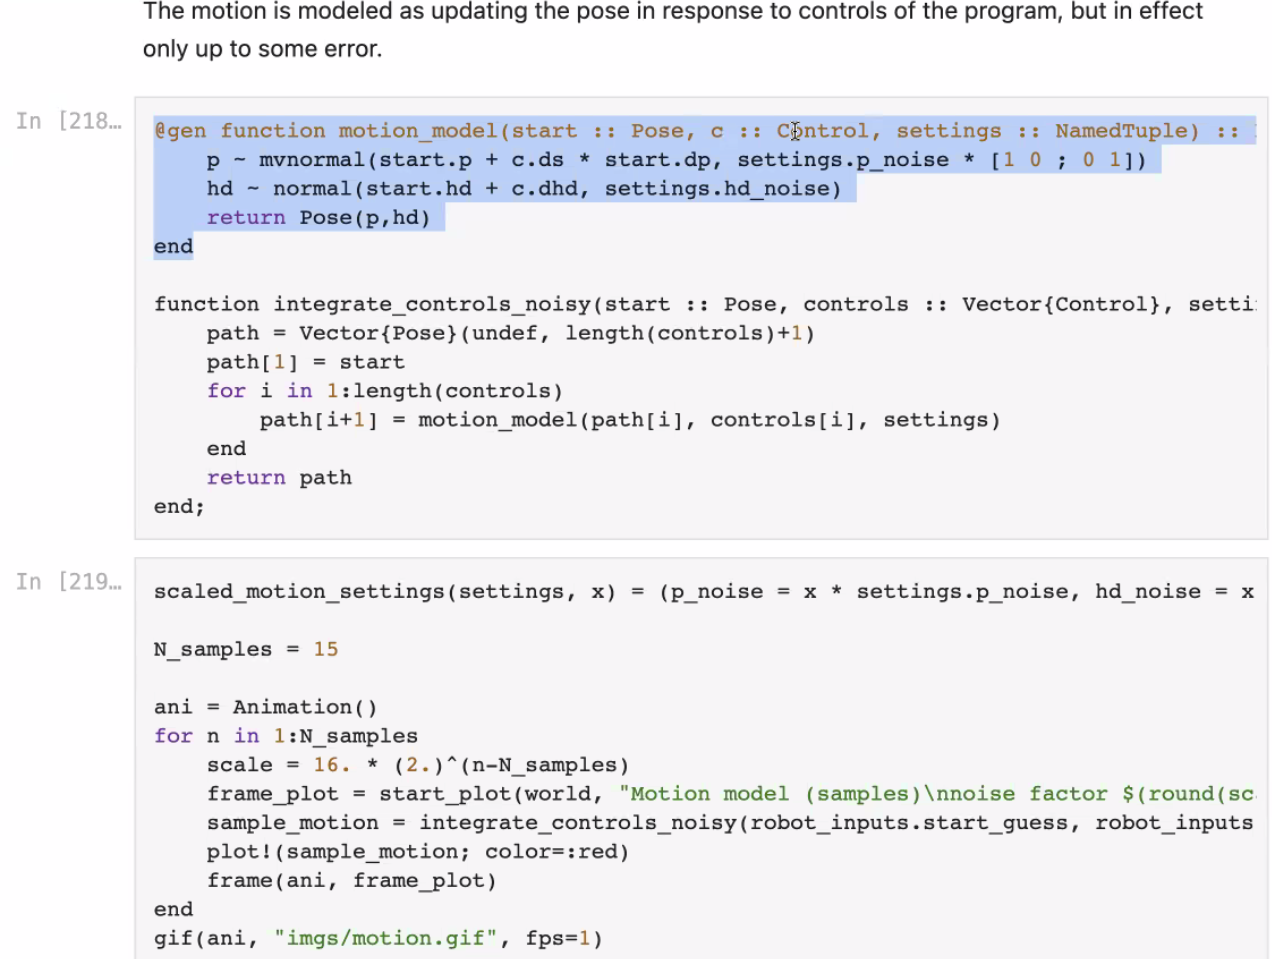 The motion is modeled as updating the pose in response to controls of the program, but in effect
only up to some error.
In [218…
@gen function motion_model(start :: Pose, c :: Control, settings :: NamedTuple) ::
    p ~ mvnormal(start.p + c.ds * start.dp, settings.p_noise * [1 0 ; 0 1])
    hd ~ normal(start.hd + c.dhd, settings.hd_noise)
    return Pose(p,hd)
end
function integrate_controls_noisy(start :: Pose, controls :: Vector{Control}, setti
    path = Vector{Pose}(undef, length(controls)+1)
    path[1] = start
    for i in 1:length(controls)
        path[i+1] = motion_model(path[i], controls[i], settings)
    end
    return path
end;
In [219…
scaled_motion_settings(settings, x) = (p_noise = x * settings.p_noise, hd_noise = x
N_samples = 15
ani = Animation()
for n in 1:N_samples
    scale = 16. * (2.)^(n-N_samples)
    frame_plot = start_plot(world, "Motion model (samples)\nnoise factor $(round(sc
    sample_motion = integrate_controls_noisy(robot_inputs.start_guess, robot_inputs
    plot!(sample_motion; color=:red)
    frame(ani, frame_plot)
end
gif(ani, "imgs/motion.gif", fps=1)